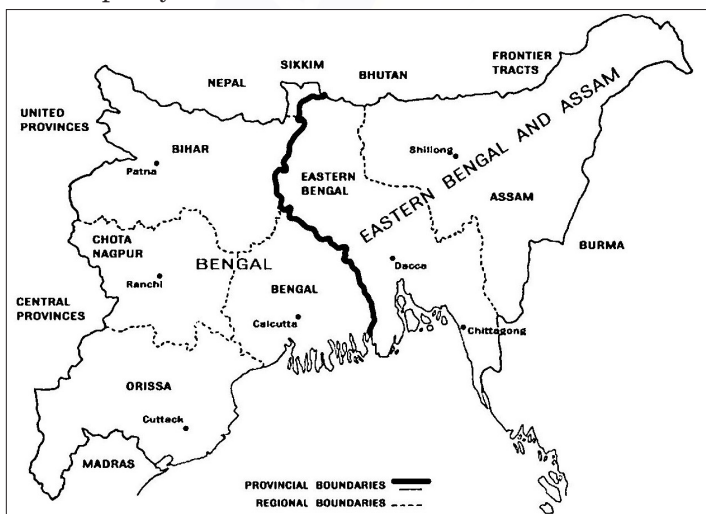 SIKKIM
NEPAL
BHUTAN
FRONTIER
TRACTS
UNITED
PROVINCES
BIHAR
Patna
EASTERN
BENGAL
EASTERN BENGAL AND ASSAM
Shillong
ASSAM
BURMA
CHOTA
NAGPUR
BENGAL
Ranchi
Dacca
CENTRAL
PROVINCES
BENGAL
Calcutta
Chittagong
ORISSA
Cuttack
MADRAS
PROVINCIAL BOUNDARIES
REGIONAL BOUNDARIES